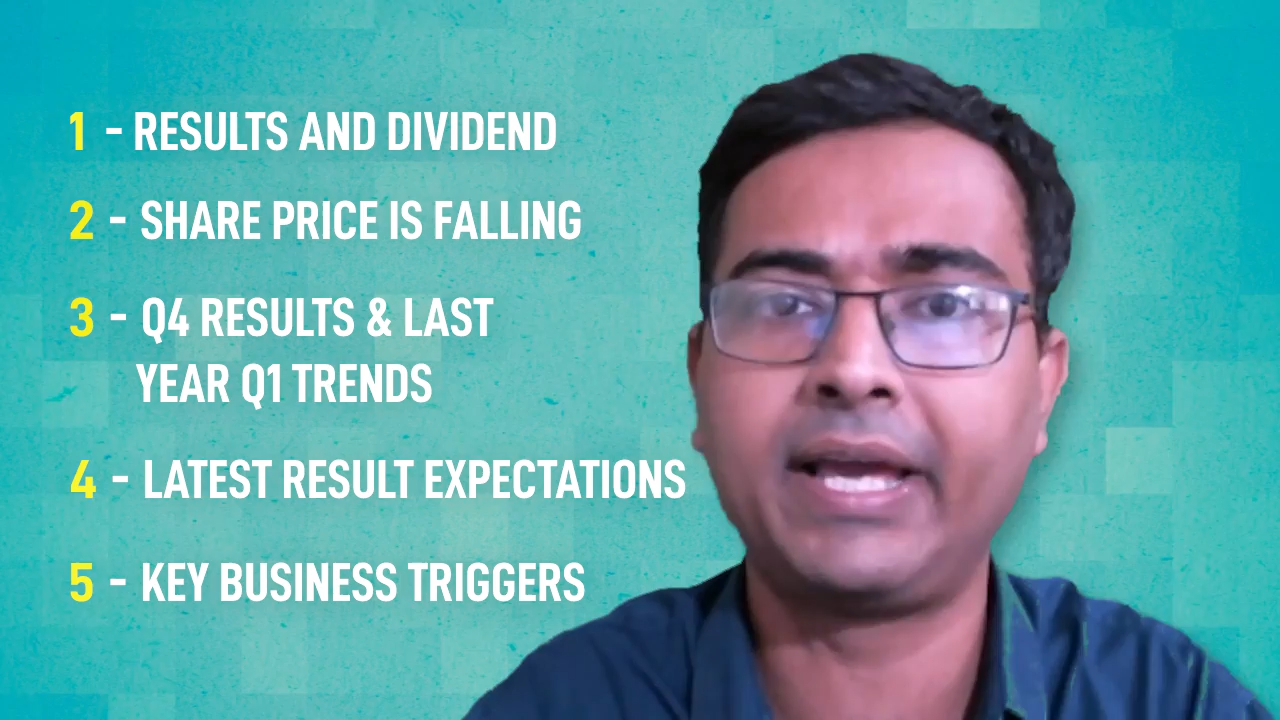 1 - RESULTS AND DIVIDEND
2 - SHARE PRICE IS FALLING
3 - Q4 RESULTS & LAST
YEAR Q1 TRENDS
4 - LATEST RESULT EXPECTATIONS
5 - KEY BUSINESS TRIGGERS